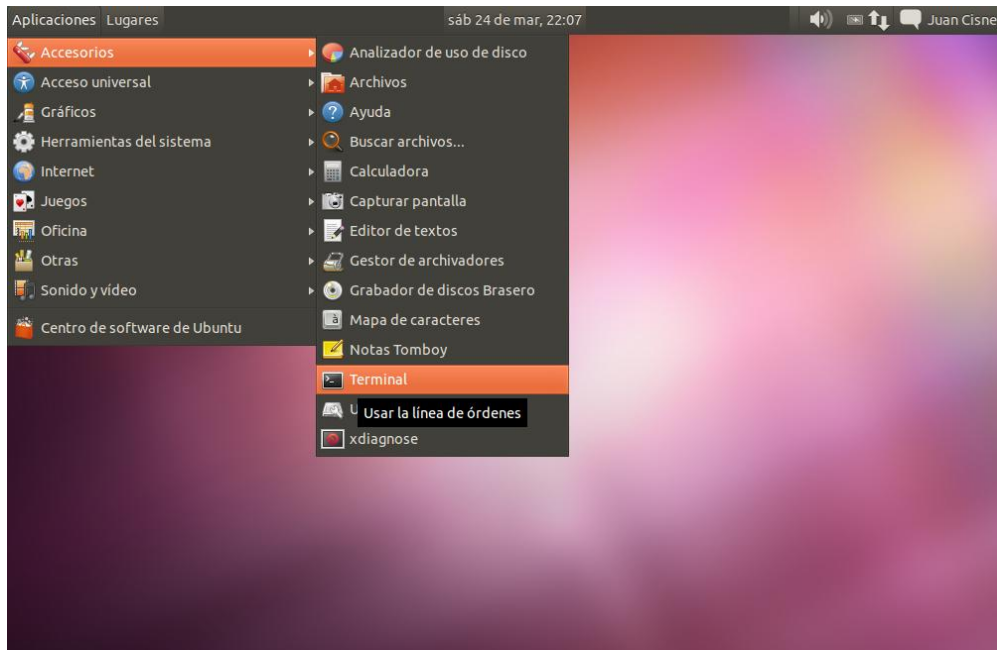 Aplicaciones Lugares sáb 24 de mar, 22:07 Juan Cisne
Accesorios
Acceso universal
Gráficos
Herramientas del sistema
Internet
Juegos
Oficina
Otras
Sonido y vídeo
Centro de software de Ubuntu
Analizador de uso de disco
Archivos
Ayuda
Buscar archivos...
Calculadora
Capturar pantalla
Editor de textos
Gestor de archivadores
Grabador de discos Brasero
Mapa de caracteres
Notas Tomboy
Terminal
Usar la línea de órdenes
xdiagnose